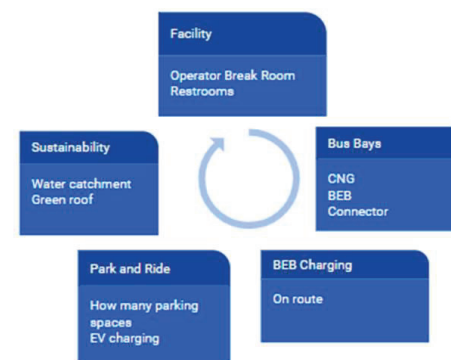 Facility
Operator Break Room
Restrooms
Bus Bays
CNG
BEB
Connector
BEB Charging
On route
Park and Ride
How many parking
spaces
EV charging
Sustainability
Water catchment
Green roof